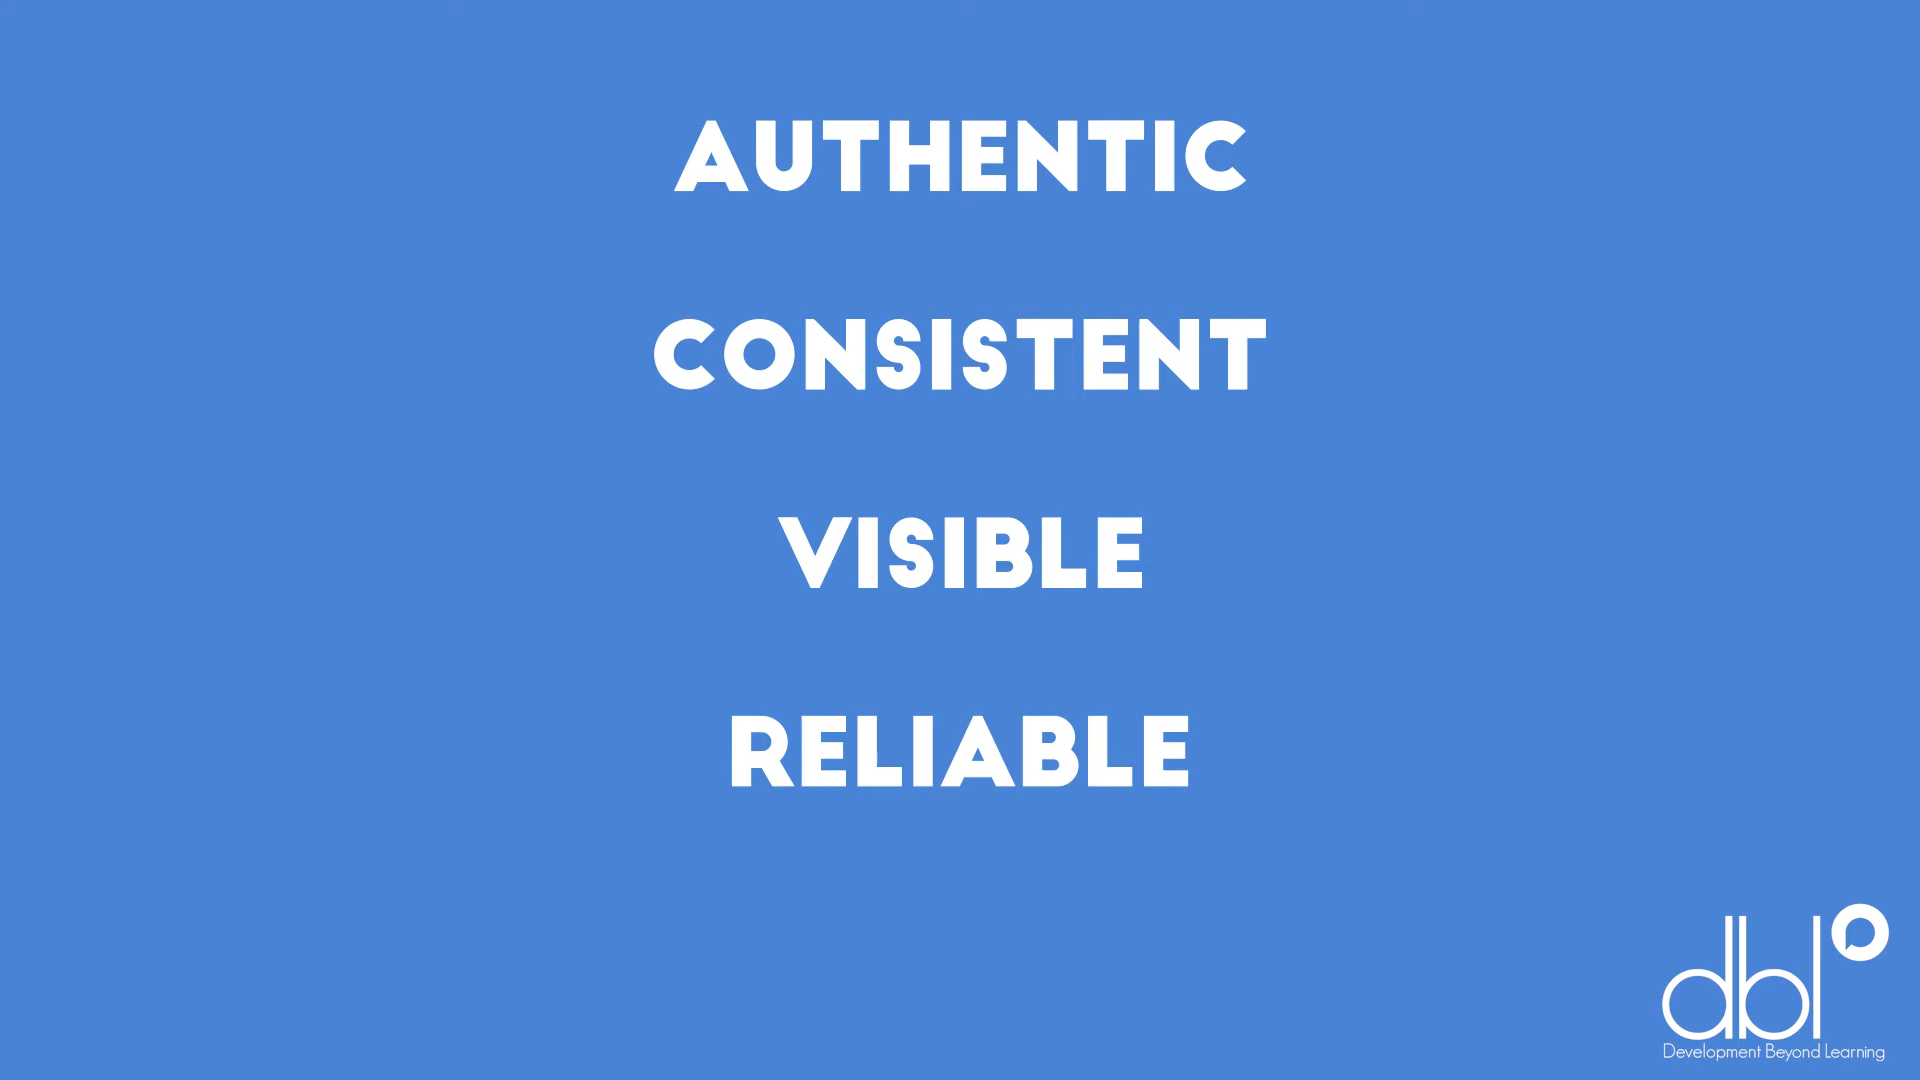 AUTHENTIC
CONSISTENT
VISIBLE
RELIABLE
dbl
Development Beyond Learning